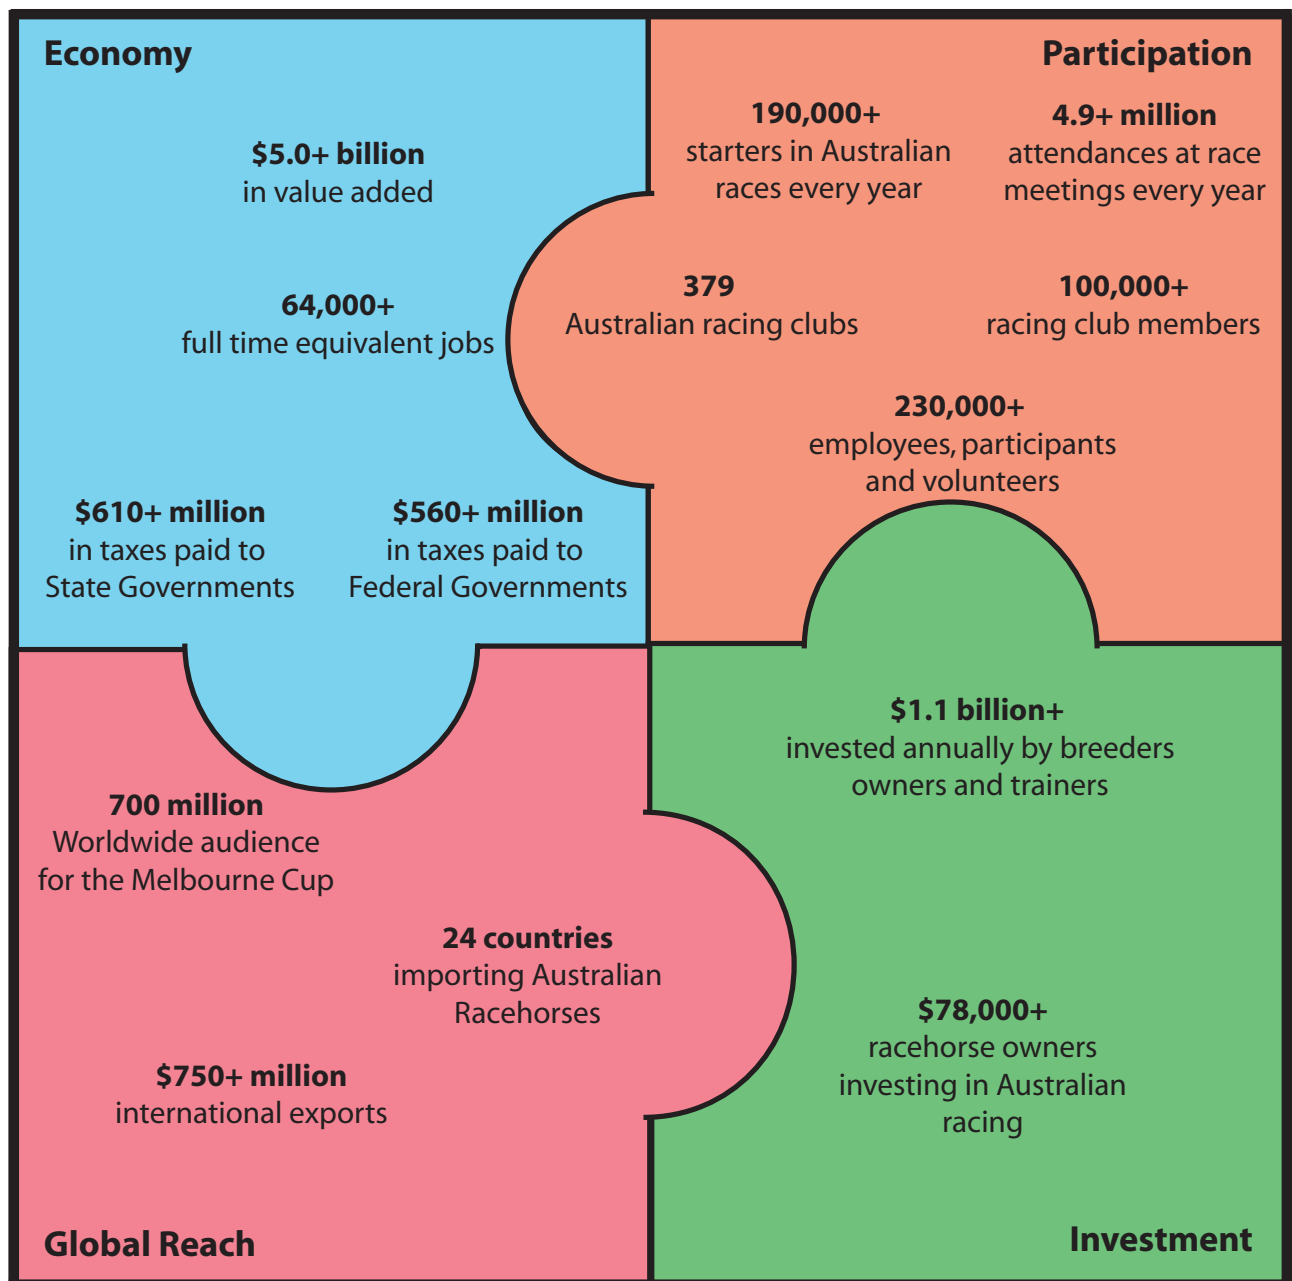 Economy
$5.0+ billion
in value added
64,000+
full time equivalent jobs
$610+ million
in taxes paid to
State Governments
$560+ million
in taxes paid to
Federal Governments
Participation
190,000+
starters in Australian
races every year
4.9+ million
attendances at race
meetings every year
379
Australian racing clubs
100,000+
racing club members
230,000+
employees, participants
and volunteers
700 million
Worldwide audience
for the Melbourne Cup
24 countries
importing Australian
Racehorses
$750+ million
international exports
Global Reach
$1.1 billion+
invested annually by breeders
owners and trainers
$78,000+
racehorse owners
investing in Australian
racing
Investment